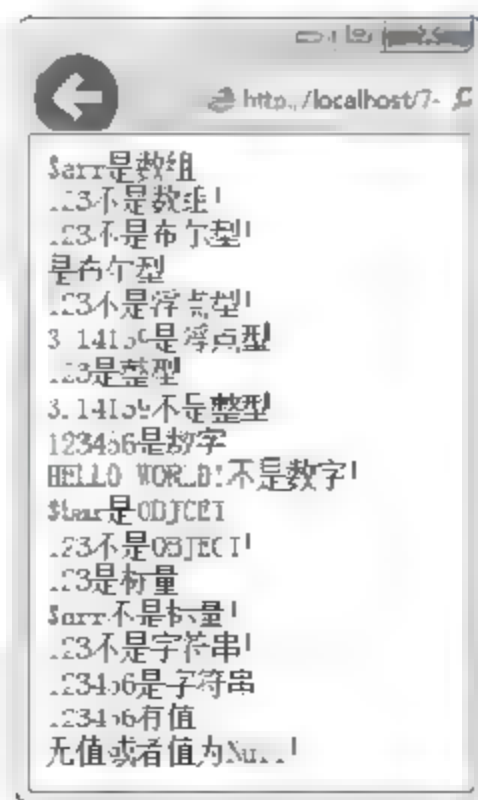 http://localhost/7-
$arr是数组
123不是数组!
123不是布尔型!
是布尔型
123不是浮点型!
3.14159是浮点型
123是整型
3.14159不是整型
123456是数字
HELLO WORLD!不是数字!
是OBJCET
123不是OBJECT!
123是标量
$arr不是标量!
123不是字符串!
123456是字符串
123456有值
无值或者值为Null!